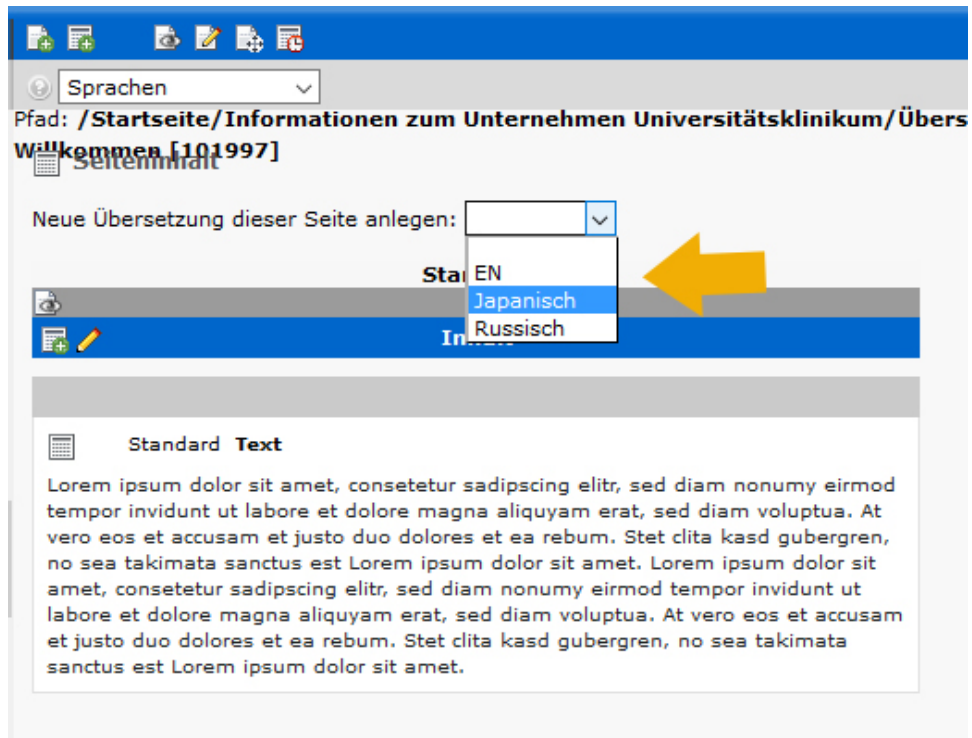 Sprachen
Pfad: /Startseite/Informationen zum Unternehmen Universitätsklinikum/Übers
Willkommen [101997]
Seiteninhalt
Neue Übersetzung dieser Seite anlegen:
EN
Japanisch
Russisch
Standard Text
Lorem ipsum dolor sit amet, consetetur sadipscing elitr, sed diam nonumy eirmod
tempor invidunt ut labore et dolore magna aliquyam erat, sed diam voluptua. At
vero eos et accusam et justo duo dolores et ea rebum. Stet clita kasd gubergren,
no sea takimata sanctus est Lorem ipsum dolor sit amet. Lorem ipsum dolor sit
amet, consetetur sadipscing elitr, sed diam nonumy eirmod tempor invidunt ut
labore et dolore magna aliquyam erat, sed diam voluptua. At vero eos et accusam
et justo duo dolores et ea rebum. Stet clita kasd gubergren, no sea takimata
sanctus est Lorem ipsum dolor sit amet.